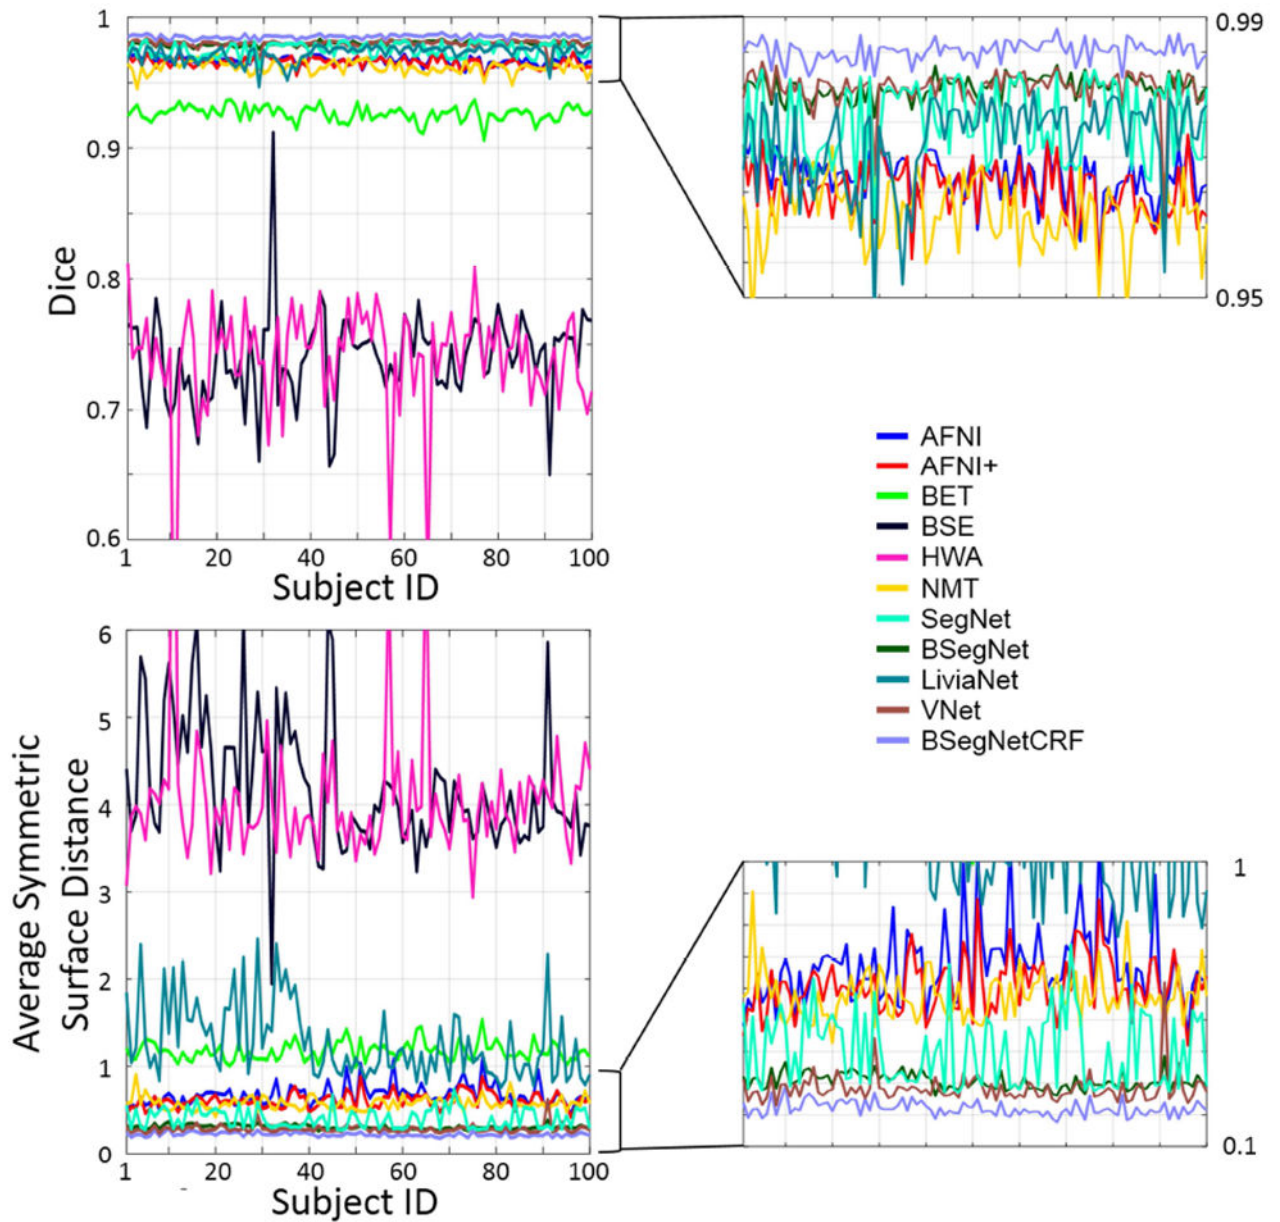 1
0.9
0.8
0.7
0.6
Dice
1 20 40 60 80 100
Subject ID
0.99
0.95
AFNI
AFNI+
BET
BSE
HWA
NMT
SegNet
BSegNet
LiviaNet
VNet
BSegNetCRF
6
5
4
3
2
1
0
Average Symmetric
Surface Distance
1 20 40 60 80 100
Subject ID
1
0.1